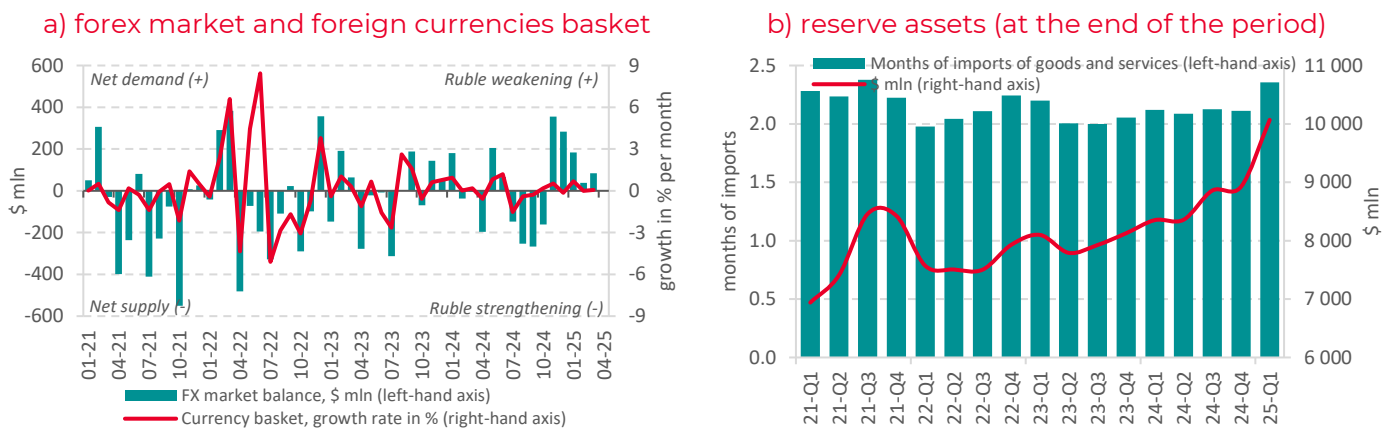 a) forex market and foreign currencies basket
600
400
200
0
-200
-400
-600
$ mln
Net demand (+)
Ruble weakening (+)
Net supply (-)
Ruble strengthening (-)
9
6
3
0
-3
-6
-9
growth in % per month
01-21
04-21
07-21
10-21
01-22
04-22
07-22
10-22
01-23
04-23
07-23
10-23
01-24
04-24
07-24
10-24
01-25
04-25
FX market balance, $ mln (left-hand axis)
Currency basket, growth rate in % (right-hand axis)
b) reserve assets (at the end of the period)
Months of imports of goods and services (left-hand axis)
$ mln (right-hand axis)
2.5
2.0
1.5
1.0
0.5
0.0
months of imports
11 000
10 000
9 000
8 000
7 000
6 000
$ mln
21-Q1
21-Q2
21-Q3
21-Q4
22-Q1
22-Q2
22-Q3
22-Q4
23-Q1
23-Q2
23-Q3
23-Q4
24-Q1
24-Q2
24-Q3
24-Q4
25-Q1